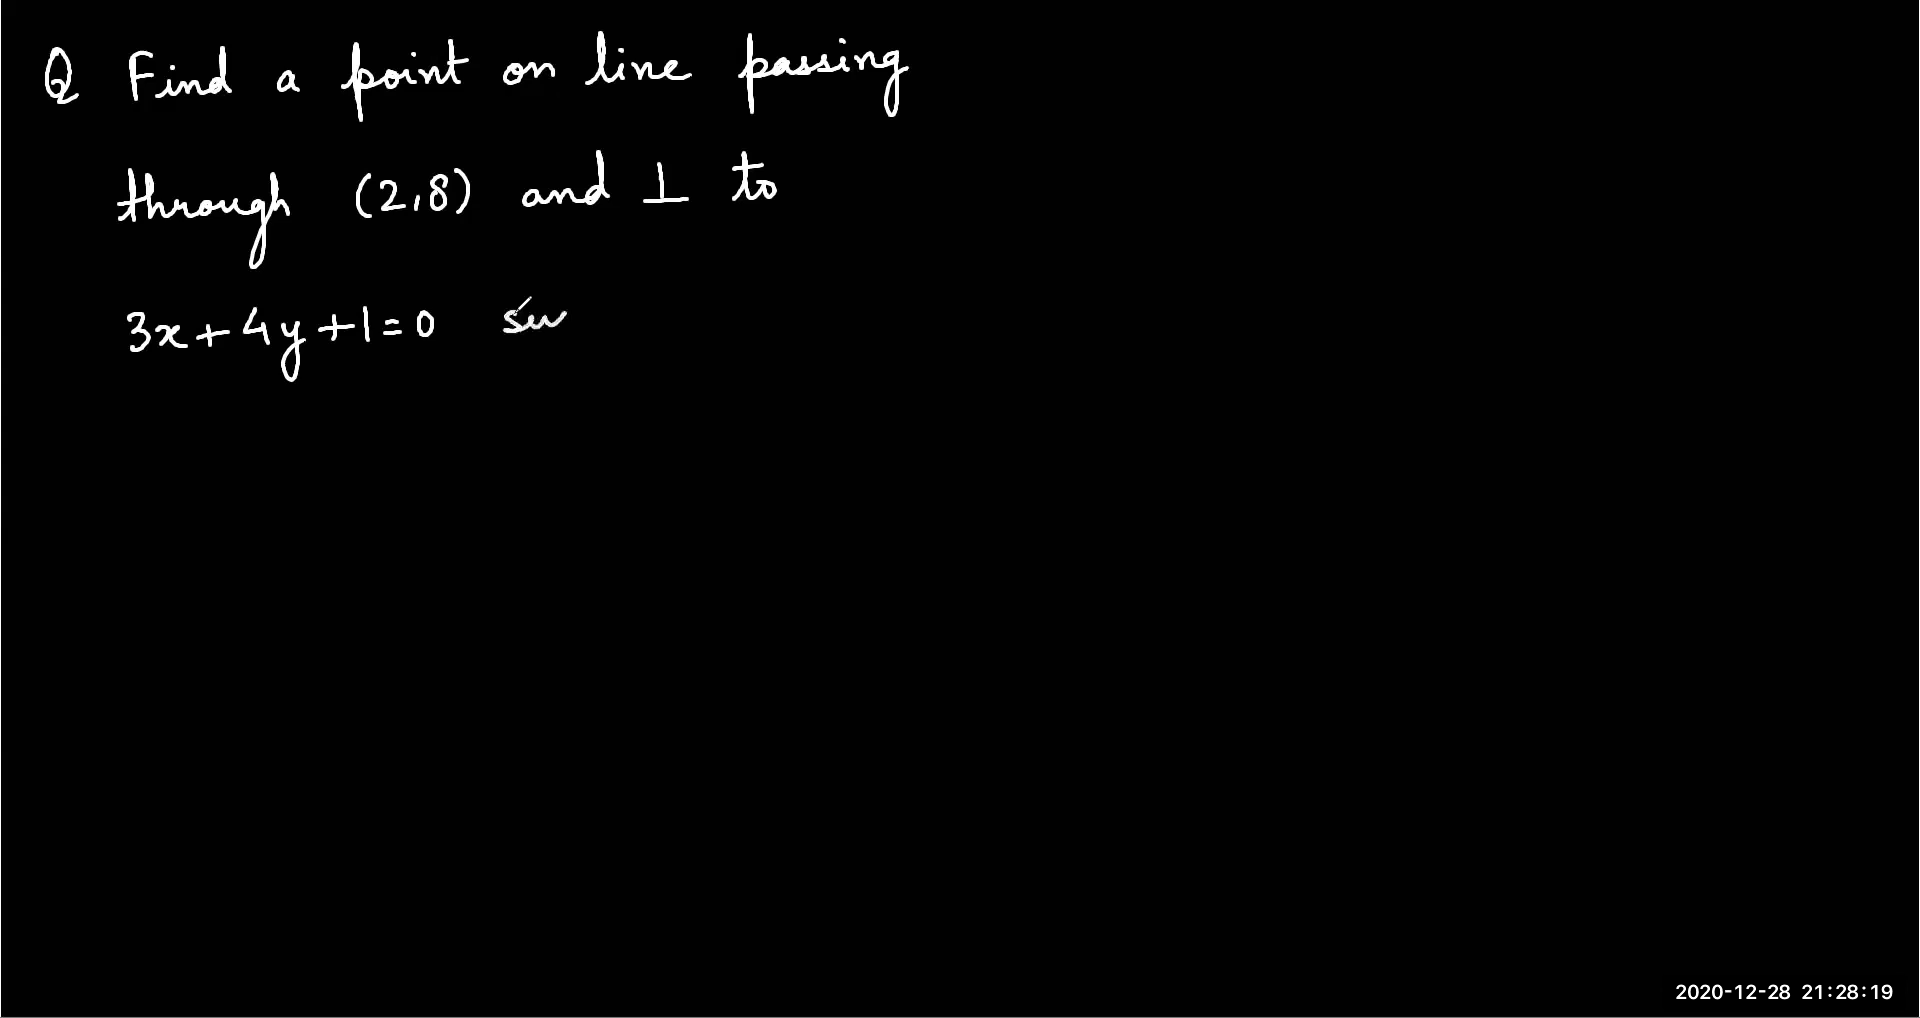 Q Find a point on line passing
through (2,8) and ⊥ to
3x+4y+1=0
2020-12-28 21:28:19